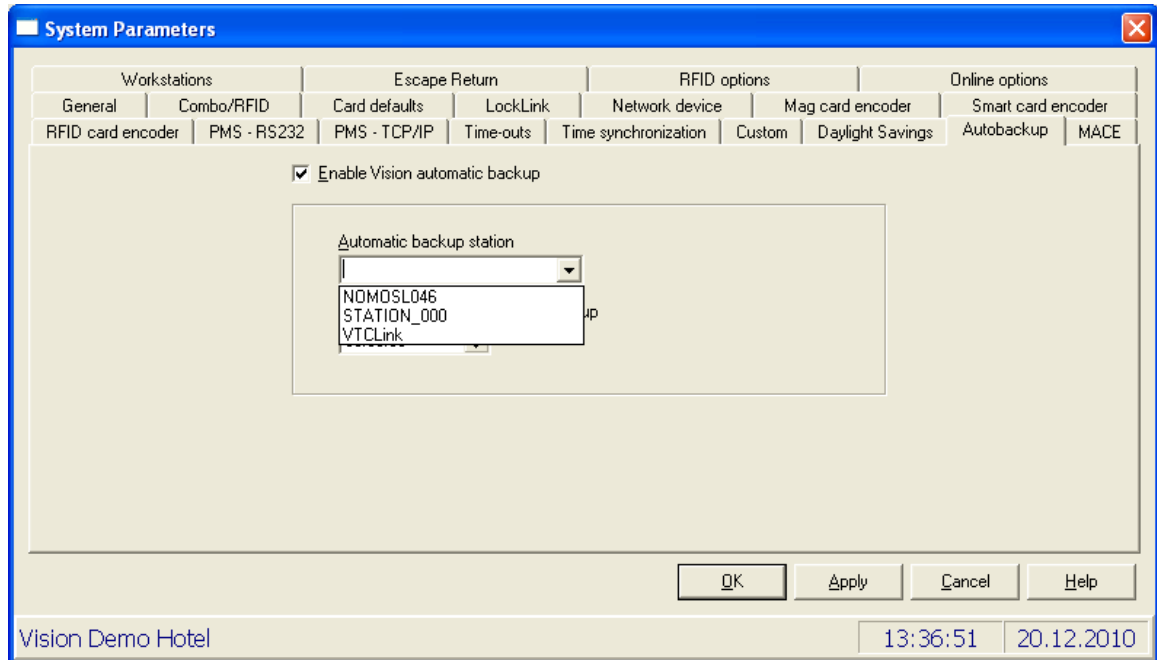 System Parameters
Workstations Escape Return RFID options Online options
General Combo/RFID Card defaults LockLink Network device Mag card encoder Smart card encoder
RFID card encoder PMS - RS232 PMS - TCP/IP Time-outs Time synchronization Custom Daylight Savings Autobackup MACE
Enable Vision automatic backup
Automatic backup station
NOMOSL046
STATION_000
up
VTCLink
OK Apply Cancel Help
Vision Demo Hotel 13:36:51 20.12.2010